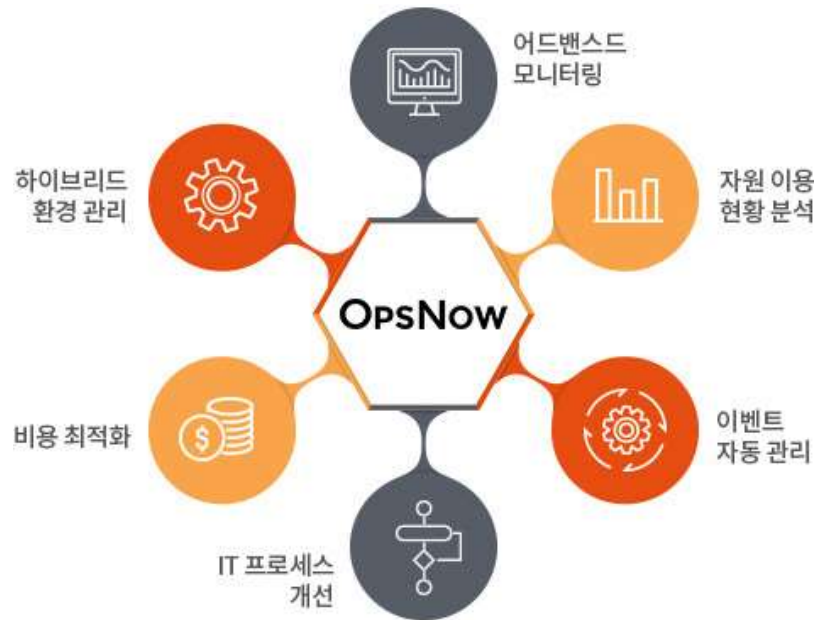 어드밴스드
모니터링
하이브리드
환경 관리
자원 이용
현황 분석
OPSNOW
비용 최적화
$
이벤트
자동 관리
IT 프로세스
개선